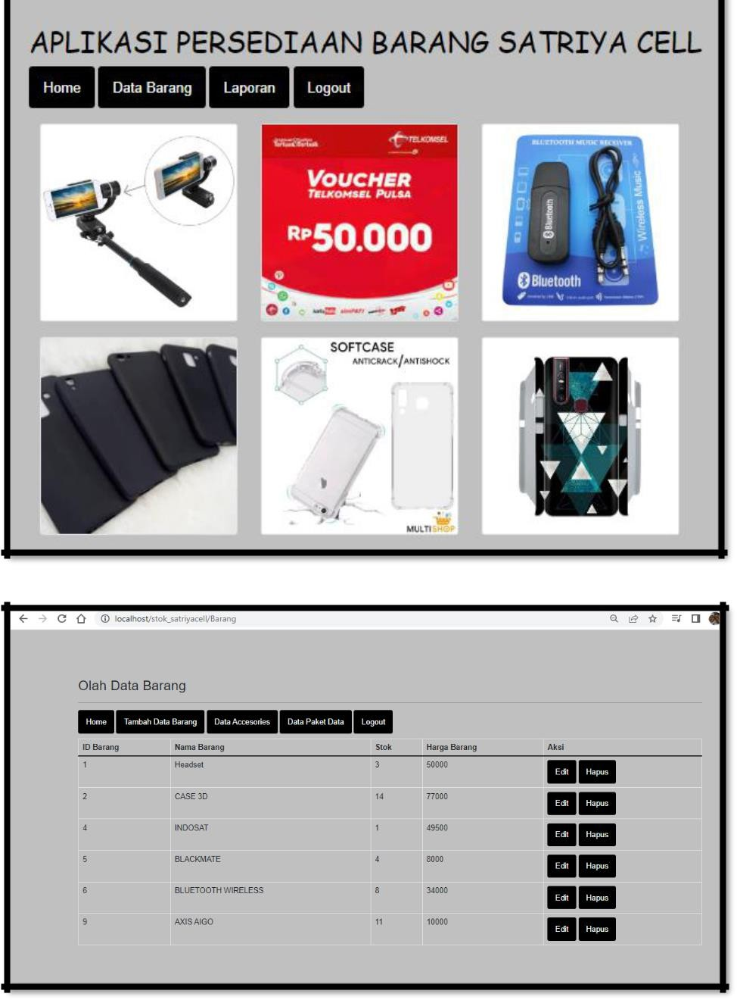 APLIKASI PERSEDIAAN BARANG SATRIYA CELL
Home Data Barang Laporan Logout
TELKOMSEL
VOUCHER
TELKOMSEL PULSA
RP50.000
BLUETOOTH MUSIC RECEIVER
Bluetooth
Wireless Music
Bluetooth
SOFTCASE
ANTICRACK/ANTISHOCK
MULTISHOP
localhost/stok_satriyacell/Barang
Olah Data Barang
Home Tambah Data Barang Data Accesories Data Paket Data Logout
ID Barang Nama Barang Stok Harga Barang Aksi
1 Headset 3 50000 Edit Hapus
2 CASE 3D 14 77000 Edit Hapus
4 INDOSAT 1 49500 Edit Hapus
5 BLACKMATE 4 8000 Edit Hapus
6 BLUETOOTH WIRELESS 8 34000 Edit Hapus
9 AXIS AIGO 11 10000 Edit Hapus